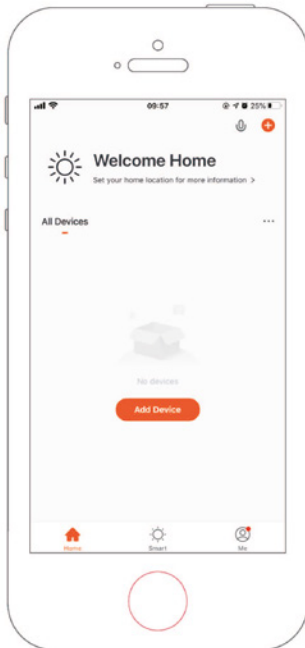 09:57
25%
Welcome Home
Set your home location for more information >
All Devices
...
No devices
Add Device
Home
Smart
Me